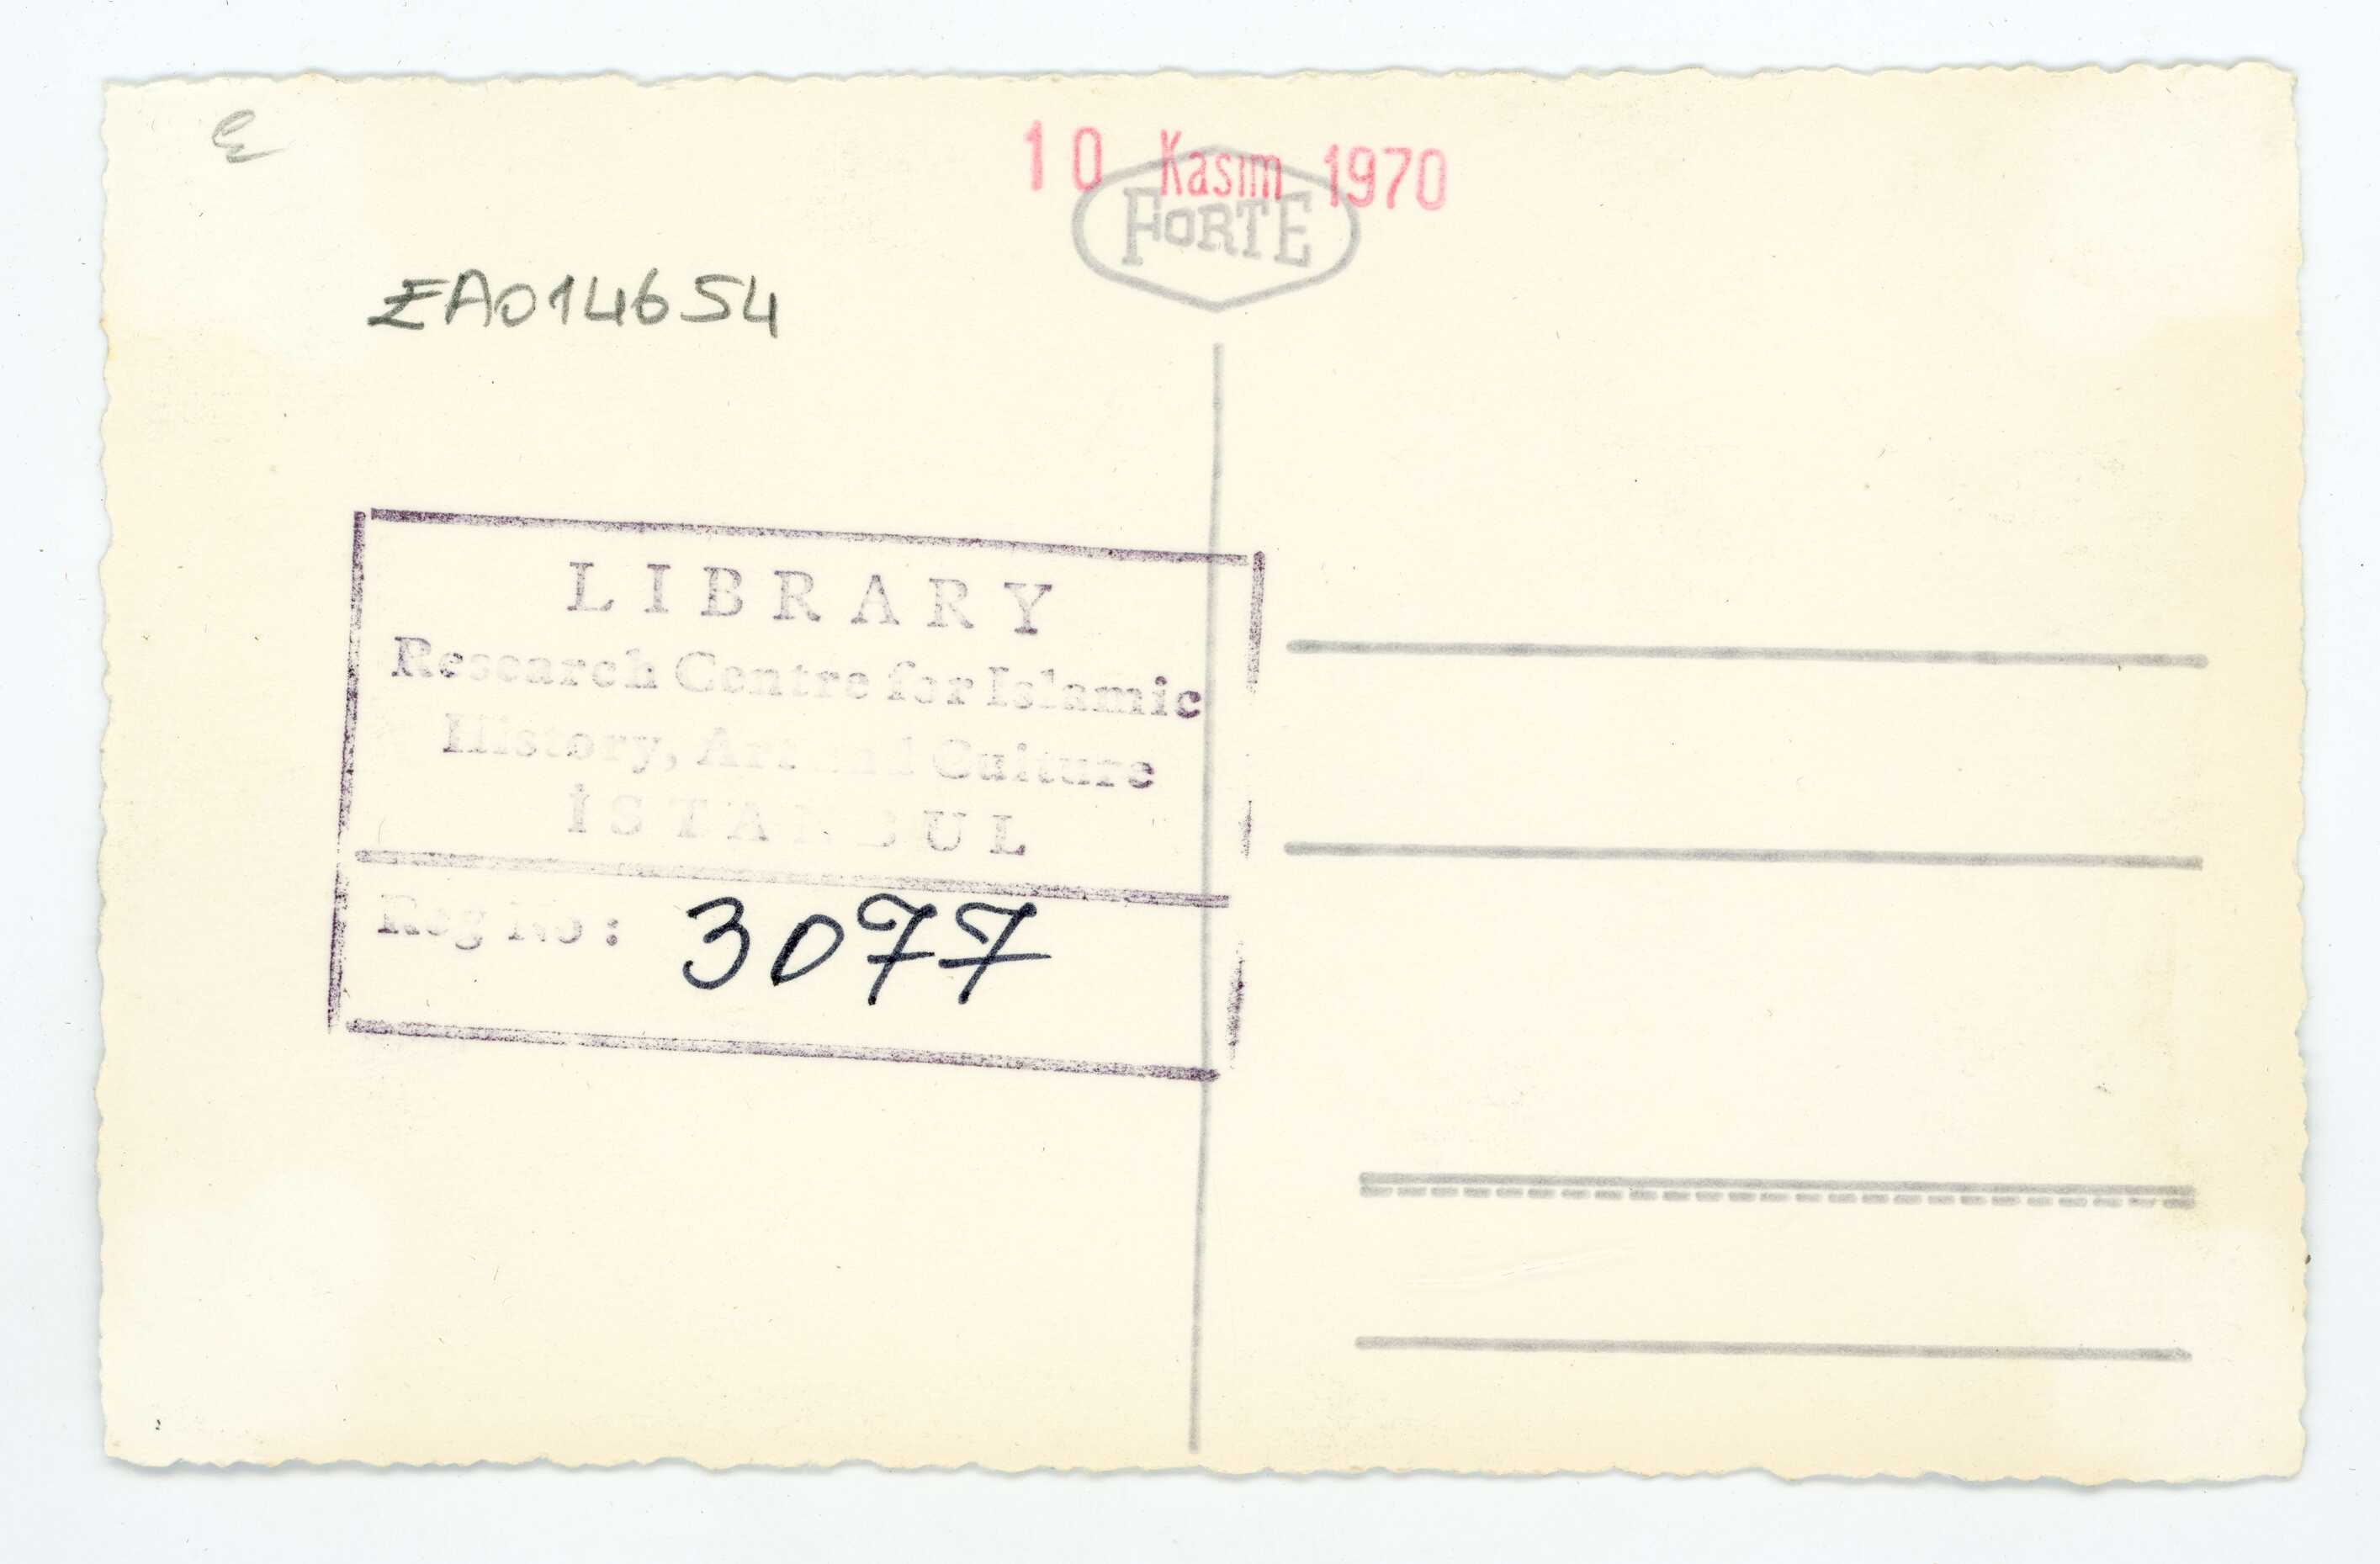 10 Kasım 1970
FORTE
EA014654
LIBRARY
Research Centre for Islamic
History, Art and Culture
İSTANBUL
Reg No: 3077